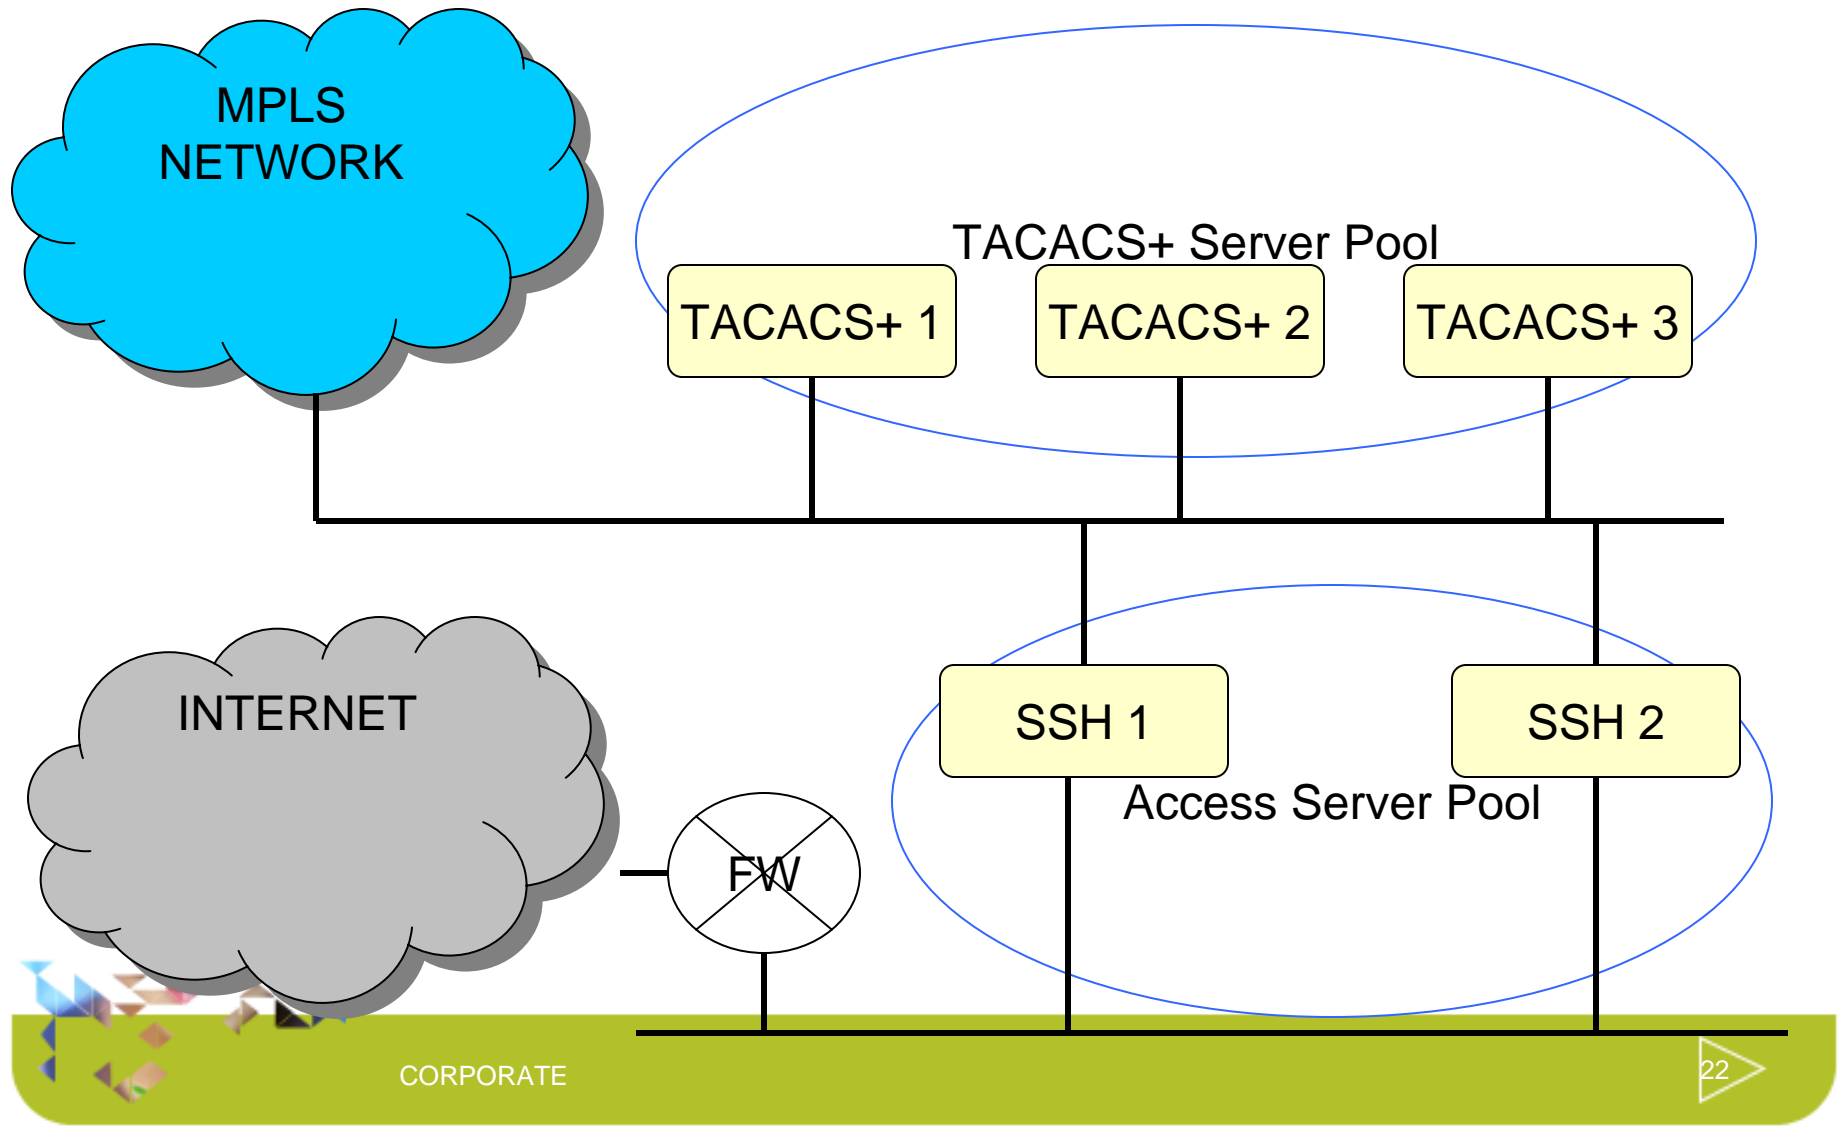 MPLS
NETWORK
TACACS+ Server Pool
TACACS+ 1
TACACS+ 2
TACACS+ 3
INTERNET
SSH 1
SSH 2
Access Server Pool
FW
CORPORATE
22